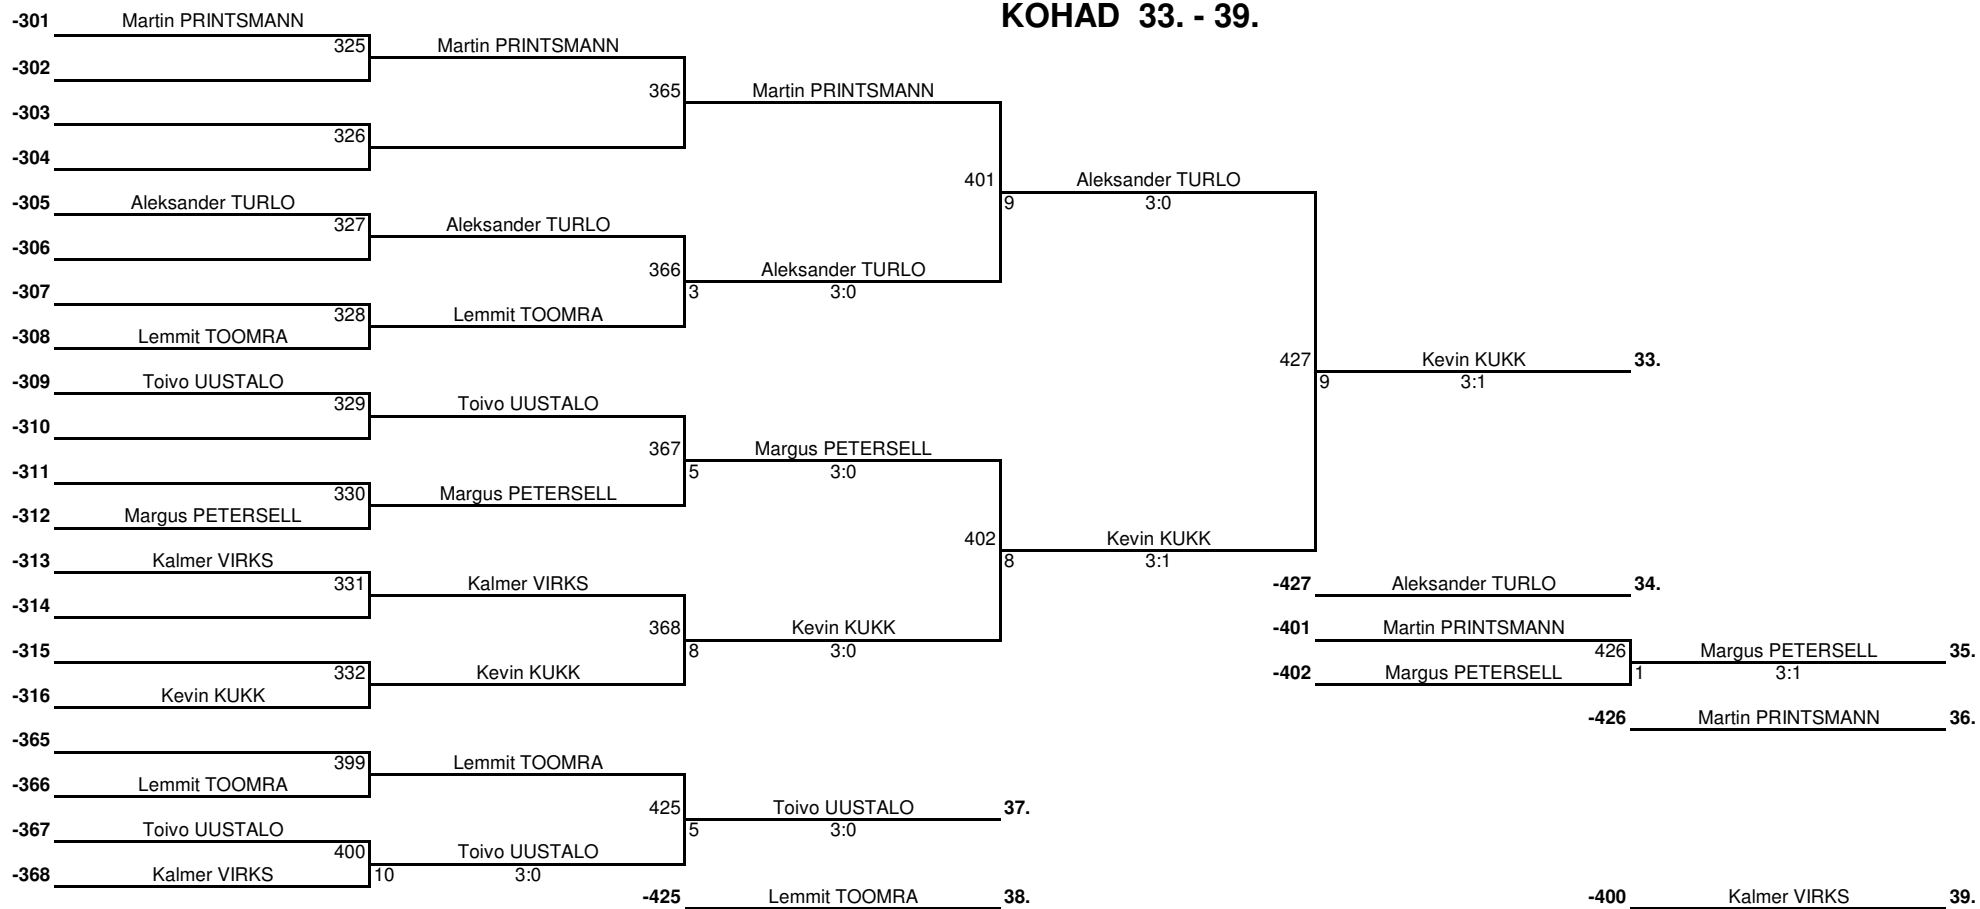 KOHAD 33. - 39.
-301 Martin PRINTSMANN
325 Martin PRINTSMANN
-302
365 Martin PRINTSMANN
-303
326
-304
401 Aleksander TURLO
9 3:0
-305 Aleksander TURLO
327 Aleksander TURLO
-306
366 Aleksander TURLO
3 3:0
-307
328 Lemmit TOOMRA
-308 Lemmit TOOMRA
427 Kevin KUKK 33.
9 3:1
-309 Toivo UUSTALO
329 Toivo UUSTALO
-310
367 Margus PETERSELL
5 3:0
-311
330 Margus PETERSELL
-312 Margus PETERSELL
402 Kevin KUKK
8 3:1
-313 Kalmer VIRKS
331 Kalmer VIRKS
-314
368 Kevin KUKK
8 3:0
-315
332 Kevin KUKK
-316 Kevin KUKK
-427 Aleksander TURLO 34.
-401 Martin PRINTSMANN
426 Margus PETERSELL 35.
-402 Margus PETERSELL
1 3:1
-426 Martin PRINTSMANN 36.
-365
399 Lemmit TOOMRA
-366 Lemmit TOOMRA
425 Toivo UUSTALO 37.
5 3:0
-367 Toivo UUSTALO
400 Toivo UUSTALO
-368 Kalmer VIRKS
10 3:0
-425 Lemmit TOOMRA 38.
-400 Kalmer VIRKS 39.